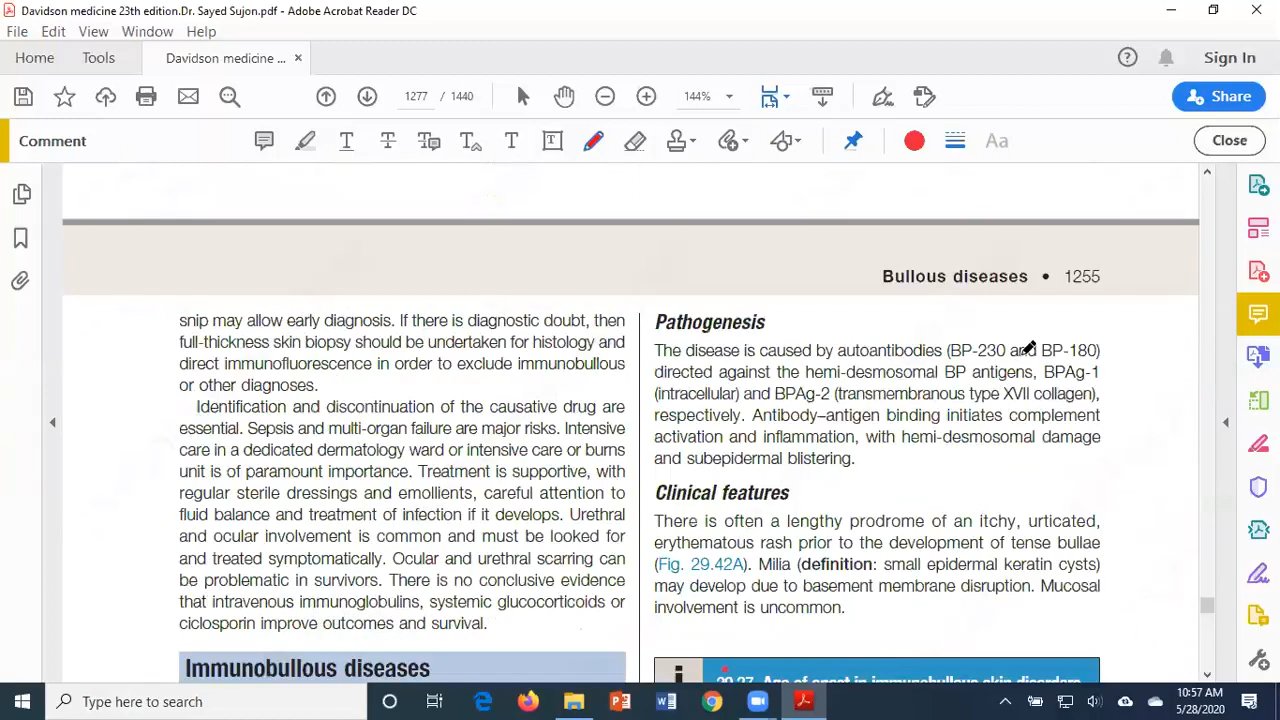 Davidson medicine 23th edition.Dr. Sayed Sujon.pdf - Adobe Acrobat Reader DC
File Edit View Window Help
Home Tools Davidson medicine ... × Sign In
1277 / 1440 144% Share
Comment Aa Close
Bullous diseases • 1255
snip may allow early diagnosis. If there is diagnostic doubt, then
full-thickness skin biopsy should be undertaken for histology and
direct immunofluorescence in order to exclude immunobullous
or other diagnoses.
Identification and discontinuation of the causative drug are
essential. Sepsis and multi-organ failure are major risks. Intensive
care in a dedicated dermatology ward or intensive care or burns
unit is of paramount importance. Treatment is supportive, with
regular sterile dressings and emollients, careful attention to
fluid balance and treatment of infection if it develops. Urethral
and ocular involvement is common and must be looked for
and treated symptomatically. Ocular and urethral scarring can
be problematic in survivors. There is no conclusive evidence
that intravenous immunoglobulins, systemic glucocorticoids or
ciclosporin improve outcomes and survival.
Immunobullous diseases
Pathogenesis
The disease is caused by autoantibodies (BP-230 and BP-180)
directed against the hemi-desmosomal BP antigens, BPAg-1
(intracellular) and BPAg-2 (transmembranous type XVII collagen),
respectively. Antibody–antigen binding initiates complement
activation and inflammation, with hemi-desmosomal damage
and subepidermal blistering.
Clinical features
There is often a lengthy prodrome of an itchy, urticated,
erythematous rash prior to the development of tense bullae
(Fig. 29.42A). Milia (definition: small epidermal keratin cysts)
may develop due to basement membrane disruption. Mucosal
involvement is uncommon.
i 29.27 Age of onset in immunobullous skin disorders
Type here to search
10:57 AM
5/28/2020